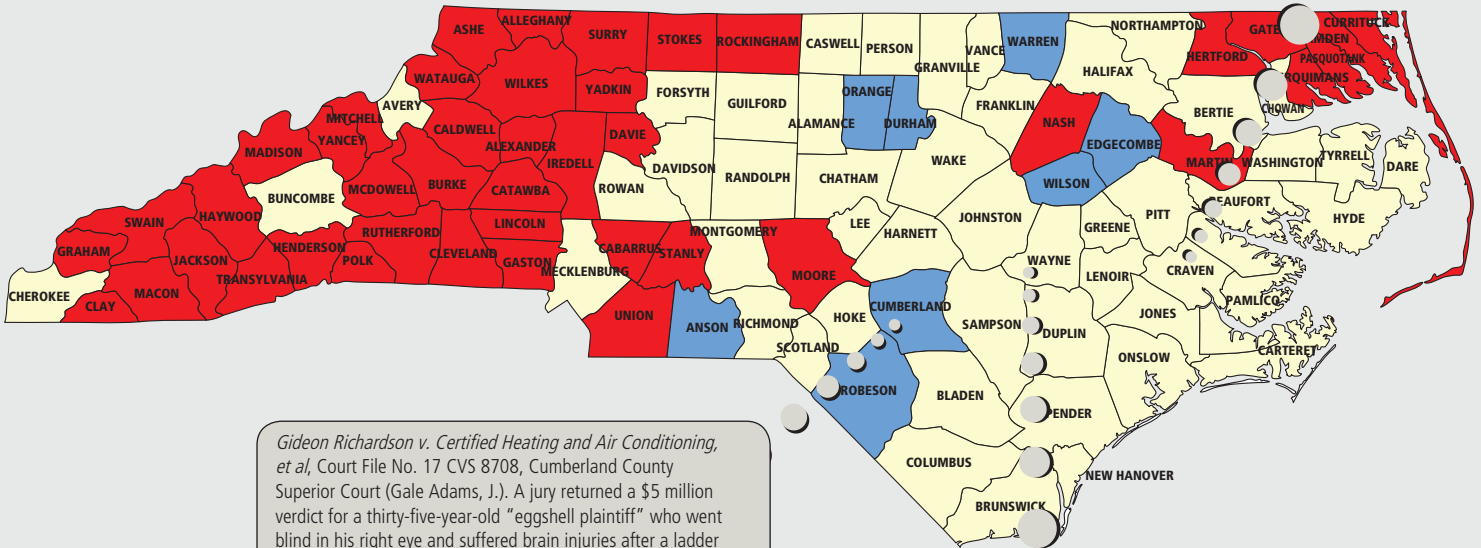 ASHE
ALLEGHANY
SURRY
STOKES
ROCKINGHAM
CASWELL
PERSON
GRANVILLE
VANCE
WARREN
NORTHAMPTON
HALIFAX
HERTFORD
GATE
CURRITUCK
MDEN
PASQUOTANK
RQUIMANS
CHOWAN
BERTIE
WATAUGA
WILKES
YADKIN
FORSYTH
GUILFORD
ALAMANCE
ORANGE
DURHAM
FRANKLIN
NASH
EDGECOMBE
MARTIN
WASHINGTON
TYRRELL
DARE
AVERY
MITCHELL
YANCEY
CALDWELL
ALEXANDER
DAVIE
IREDELL
MADISON
BUNCOMBE
MCDOWELL
BURKE
CATAWBA
ROWAN
DAVIDSON
RANDOLPH
CHATHAM
WAKE
WILSON
JOHNSTON
GREENE
PITT
EAUFORT
HYDE
SWAIN
HAYWOOD
RUTHERFORD
LINCOLN
LEE
HARNETT
GRAHAM
JACKSON
HENDERSON
POLK
CLEVELAND
GASTON
MECKLENBURG
CABARRUS
STANLY
MONTGOMERY
MOORE
WAYNE
LENOIR
CRAVEN
PAMLICO
CHEROKEE
CLAY
MACON
TRANSYLVANIA
UNION
ANSON
RICHMOND
SCOTLAND
HOKE
CUMBERLAND
SAMPSON
DUPLIN
JONES
ONSLOW
CARTERET
ROBESON
BLADEN
PENDER
COLUMBUS
NEW HANOVER
BRUNSWICK
Gideon Richardson v. Certified Heating and Air Conditioning,
et al, Court File No. 17 CVS 8708, Cumberland County
Superior Court (Gale Adams, J.). A jury returned a $5 million
verdict for a thirty-five-year-old “eggshell plaintiff” who went
blind in his right eye and suffered brain injuries after a ladder